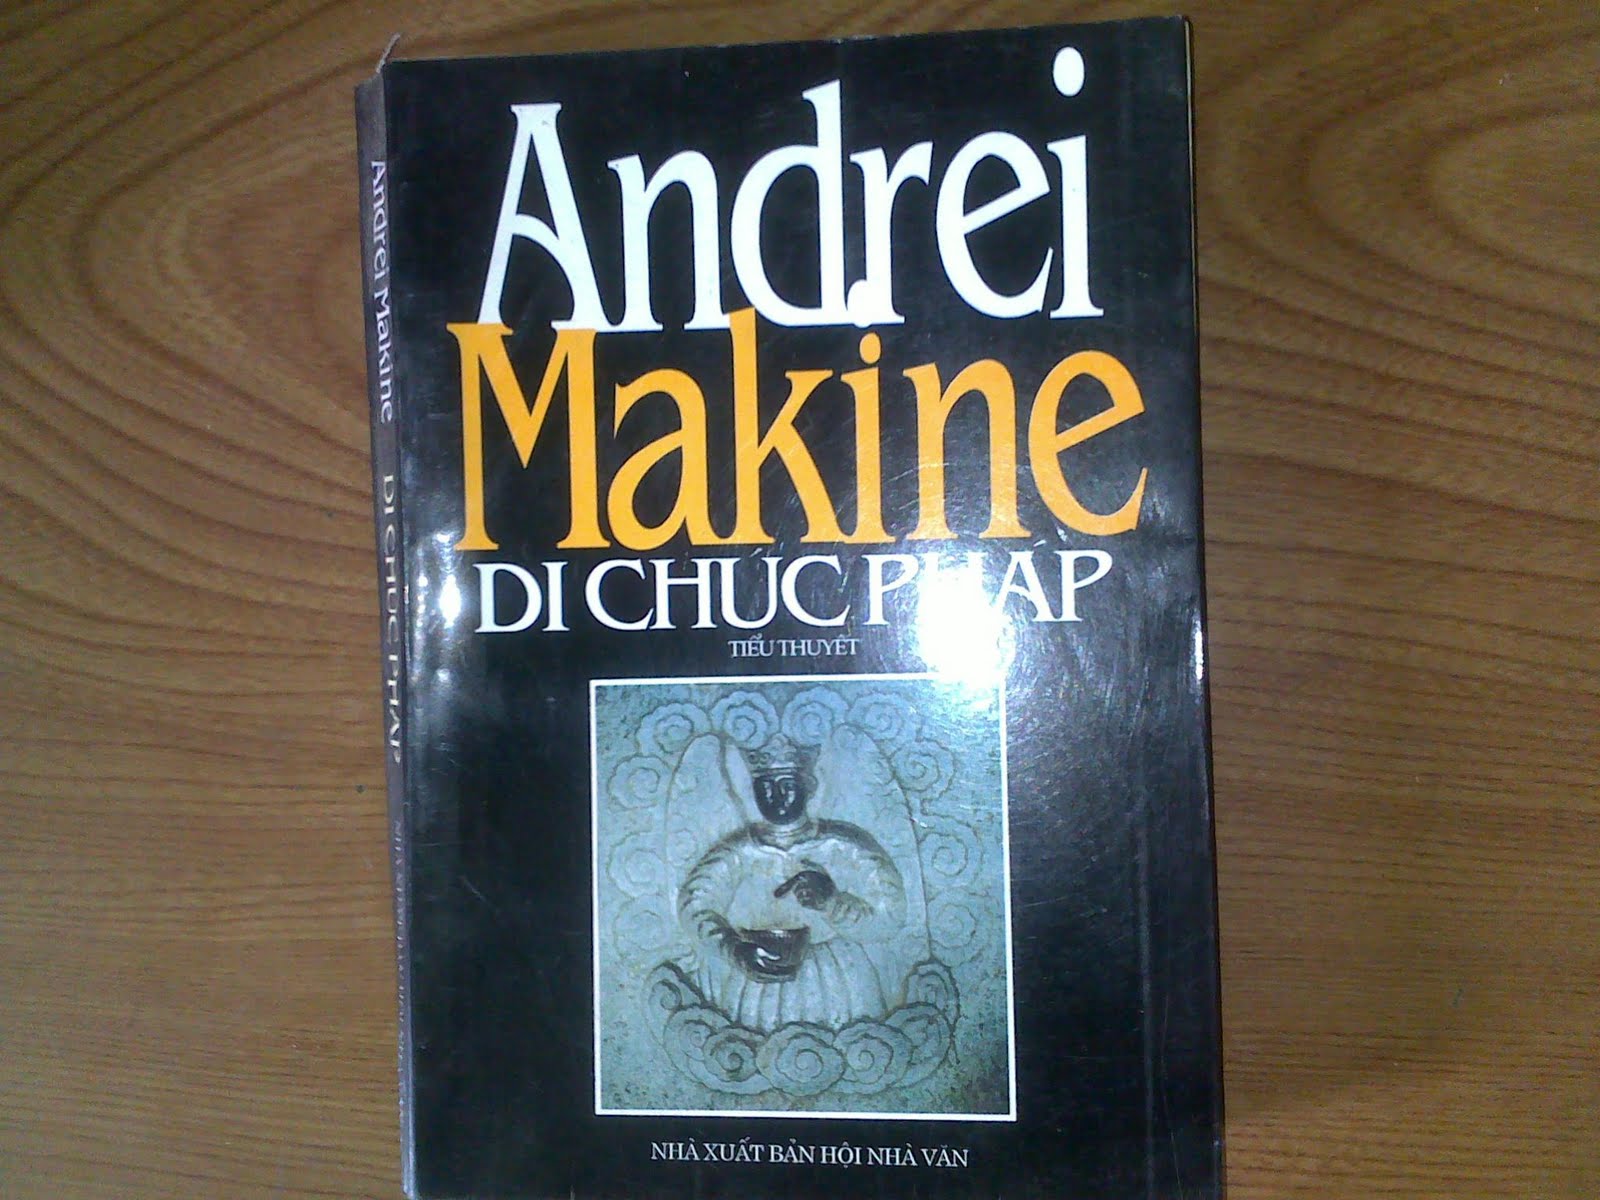 Andrei
Makine
DI CHÚC PHÁP
TIỂU THUYẾT
NHÀ XUẤT BẢN HỘI NHÀ VĂN
Andrei Makine DI CHÚC PHÁP